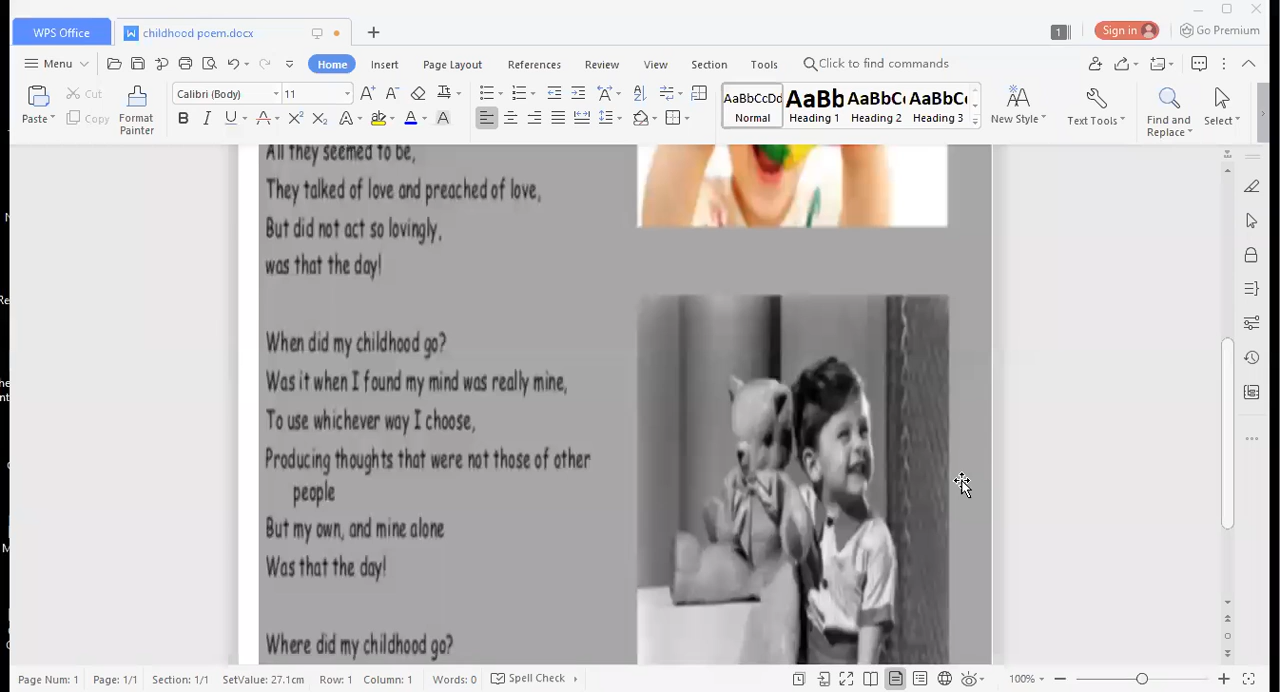 WPS Office
childhood poem.docx
1
Sign in
Go Premium
Menu
Home
Insert
Page Layout
References
Review
View
Section
Tools
Click to find commands
Paste
Cut
Copy
Format Painter
Calibri (Body)
11
AaBbCcDd
Normal
AaBb
Heading 1
AaBbC
Heading 2
AaBbC
Heading 3
New Style
Text Tools
Find and Replace
Select
All they seemed to be,
They talked of love and preached of love,
But did not act so lovingly,
was that the day!
When did my childhood go?
Was it when I found my mind was really mine,
To use whichever way I choose,
Producing thoughts that were not those of other
people
But my own, and mine alone
Was that the day!
Where did my childhood go?
Page Num: 1
Page: 1/1
Section: 1/1
SetValue: 27.1cm
Row: 1
Column: 1
Words: 0
Spell Check
100%